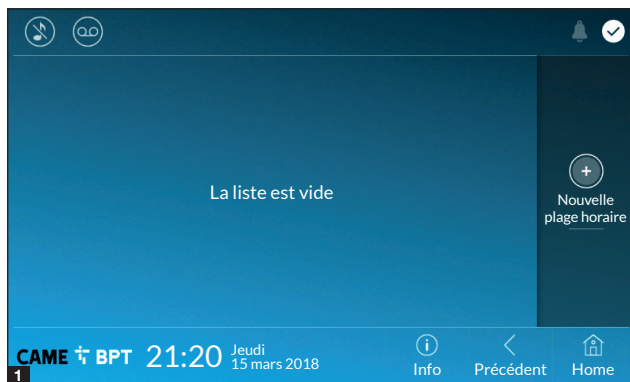 La liste est vide
Nouvelle
plage horaire
CAME BPT 21:20 Jeudi
15 mars 2018
Info Précédent Home
1